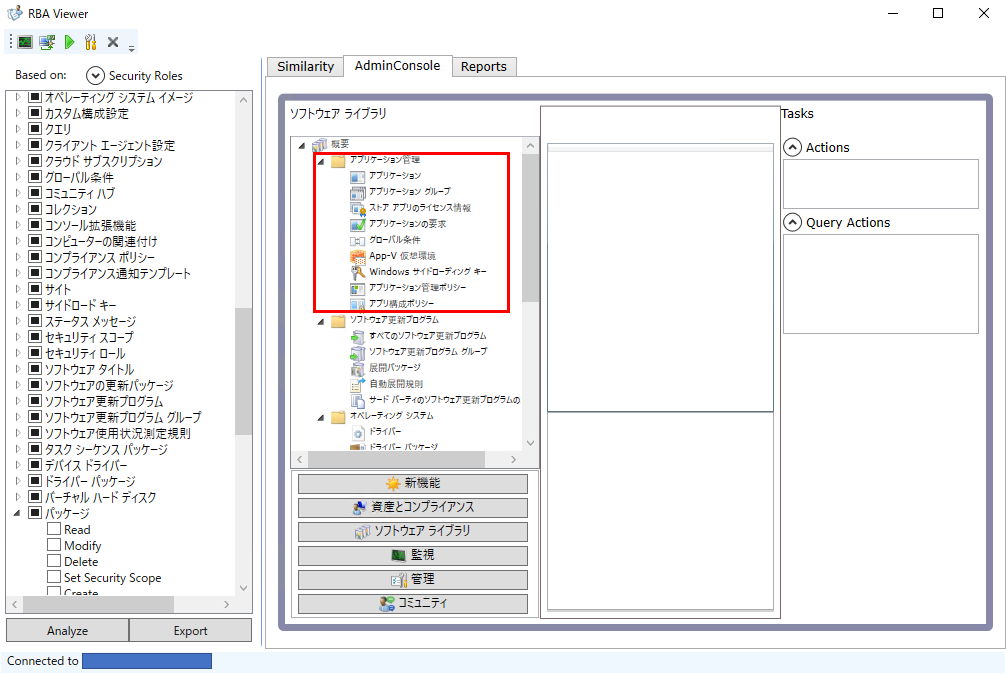 RBA Viewer
Based on:
Security Roles
オペレーティング システム イメージ
カスタム構成設定
クエリ
クライアント エージェント設定
クラウド サブスクリプション
グローバル条件
コミュニティ ハブ
コレクション
コンソール拡張機能
コンピューターの関連付け
コンプライアンス ポリシー
コンプライアンス通知テンプレート
サイト
サイドロード キー
ステータス メッセージ
セキュリティ スコープ
セキュリティ ロール
ソフトウェア タイトル
ソフトウェアの更新パッケージ
ソフトウェア更新プログラム
ソフトウェア更新プログラム グループ
ソフトウェア使用状況測定規則
タスク シーケンス パッケージ
デバイス ドライバー
ドライバー パッケージ
バーチャル ハード ディスク
パッケージ
Read
Modify
Delete
Set Security Scope
Create
Analyze
Export
Connected to
Similarity
AdminConsole
Reports
ソフトウェア ライブラリ
概要
アプリケーション管理
アプリケーション
アプリケーション グループ
ストア アプリのライセンス情報
アプリケーションの要求
グローバル条件
App-V 仮想環境
Windows サイドローディング キー
アプリケーション管理ポリシー
アプリ構成ポリシー
ソフトウェア更新プログラム
すべてのソフトウェア更新プログラム
ソフトウェア更新プログラム グループ
展開パッケージ
自動展開規則
サード パーティのソフトウェア更新プログラムの
オペレーティング システム
ドライバー
ドライバー パッケージ
新機能
資産とコンプライアンス
ソフトウェア ライブラリ
監視
管理
コミュニティ
Tasks
Actions
Query Actions